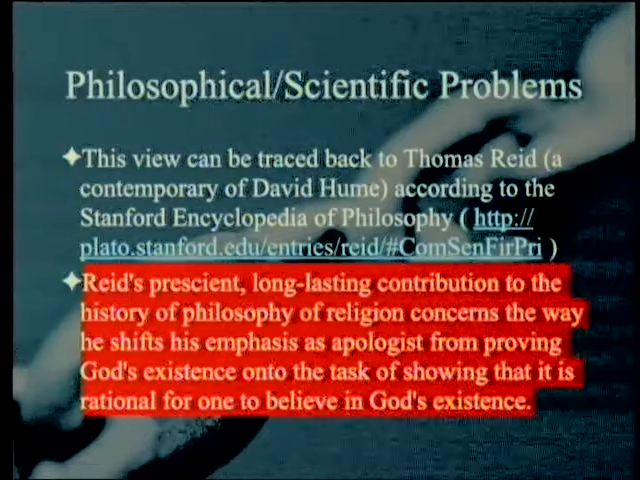 Philosophical/Scientific Problems
✦This view can be traced back to Thomas Reid (a
contemporary of David Hume) according to the
Stanford Encyclopedia of Philosophy ( http://
plato.stanford.edu/entries/reid/#ComSenFirPri )
✦Reid's prescient, long-lasting contribution to the
history of philosophy of religion concerns the way
he shifts his emphasis as apologist from proving
God's existence onto the task of showing that it is
rational for one to believe in God's existence.